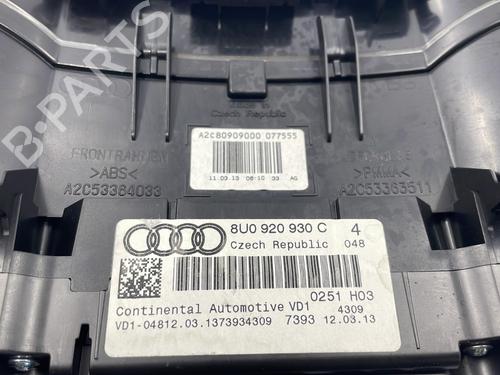 B-PARTS
Czech Republic
A2C80909000 077555
11.03.13 06:10 33 AG
FRONTRAHMEN
>ABS<
A2C53364033
>PMMA<
A2C53363511
8U0 920 930 C 4
Czech Republic 048
0251 H03
Continental Automotive VD1 4309
VD1-04812.03.1373934309 7393 12.03.13